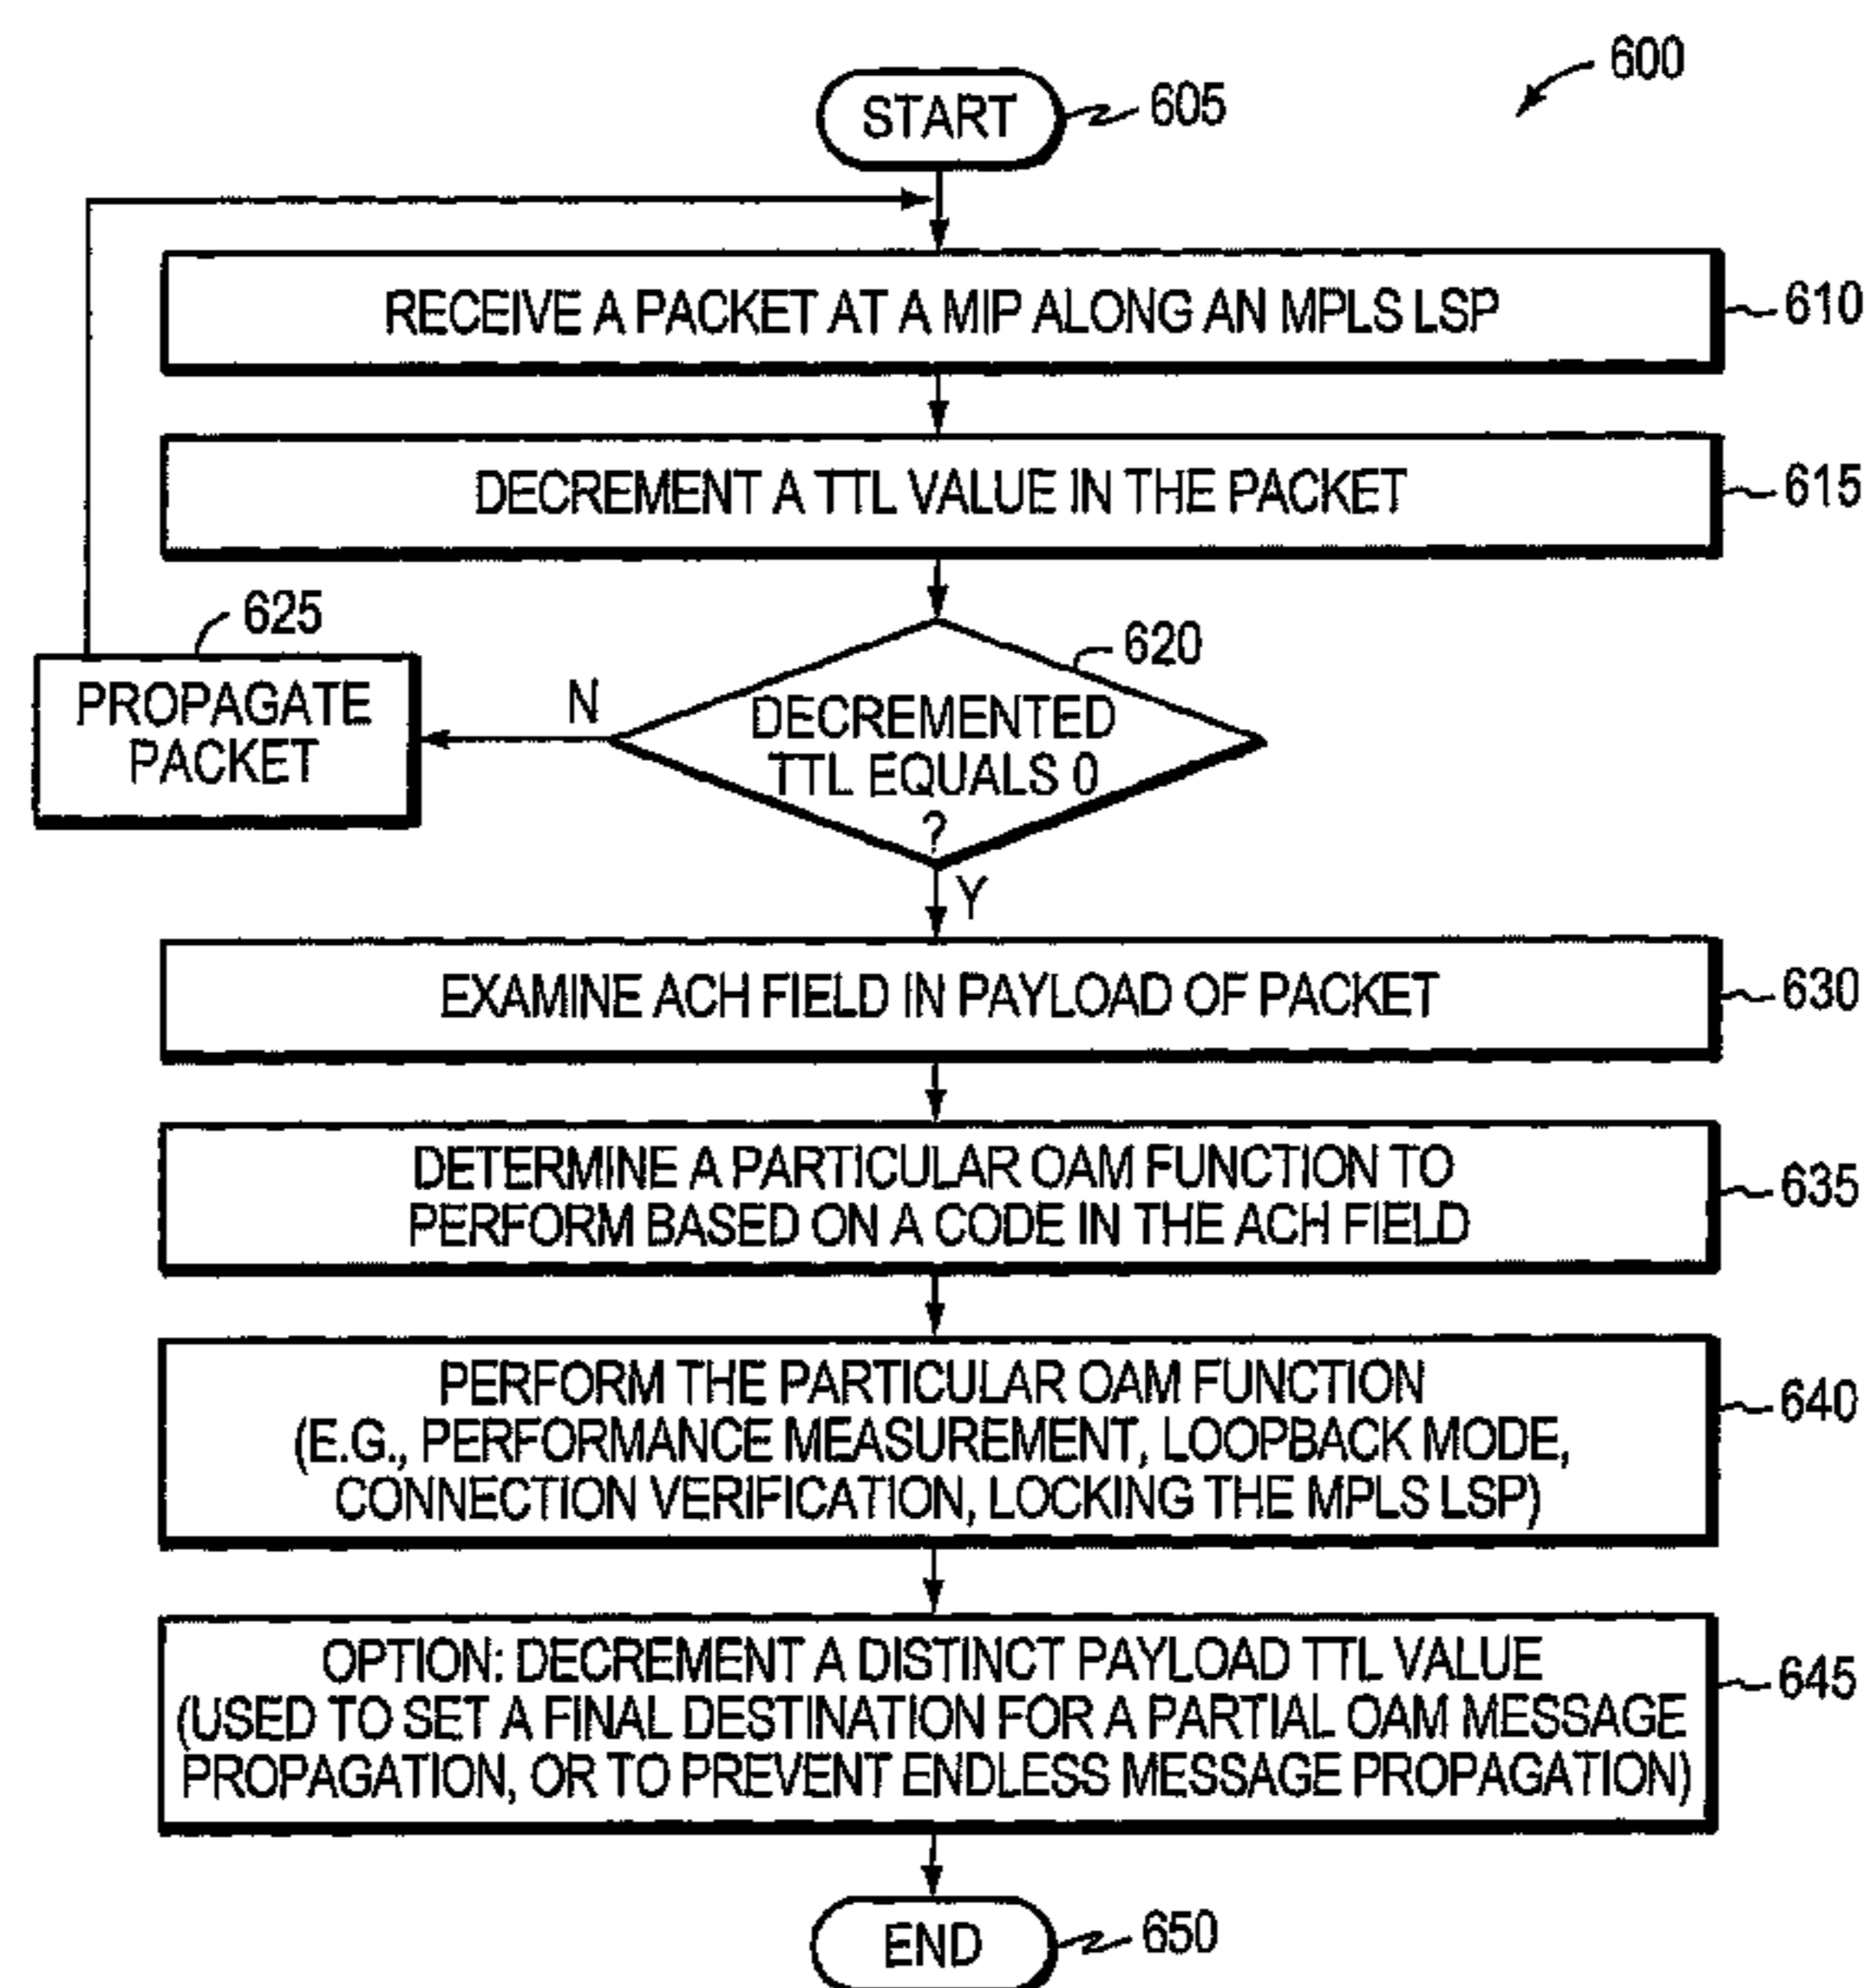 600
START
605
RECEIVE A PACKET AT A MIP ALONG AN MPLS LSP
610
DECREMENT A TTL VALUE IN THE PACKET
615
625
PROPAGATE
PACKET
N
620
DECREMENTED
TTL EQUALS 0
?
Y
EXAMINE ACH FIELD IN PAYLOAD OF PACKET
630
DETERMINE A PARTICULAR OAM FUNCTION TO
PERFORM BASED ON A CODE IN THE ACH FIELD
635
PERFORM THE PARTICULAR OAM FUNCTION
(E.G., PERFORMANCE MEASUREMENT, LOOPBACK MODE,
CONNECTION VERIFICATION, LOCKING THE MPLS LSP)
640
OPTION: DECREMENT A DISTINCT PAYLOAD TTL VALUE
(USED TO SET A FINAL DESTINATION FOR A PARTIAL OAM MESSAGE
PROPAGATION, OR TO PREVENT ENDLESS MESSAGE PROPAGATION)
645
END
650